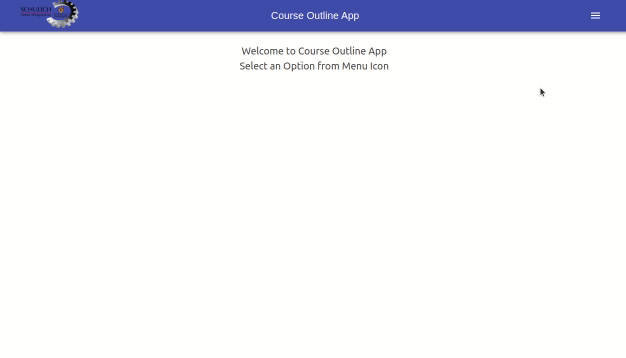 SCHULICH
Course Outline App
Welcome to Course Outline App
Select an Option from Menu Icon